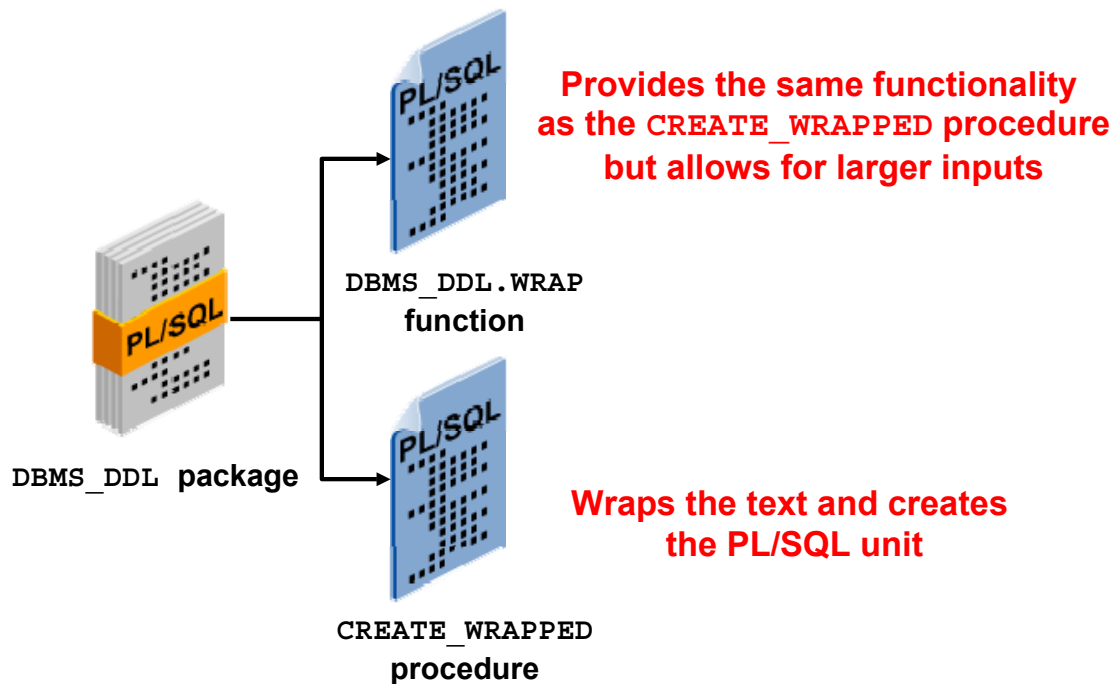 PL/SQL
Provides the same functionality
as the CREATE_WRAPPED procedure
but allows for larger inputs
DBMS_DDL.WRAP
function
PL/SQL
DBMS_DDL package
PL/SQL
Wraps the text and creates
the PL/SQL unit
CREATE_WRAPPED
procedure